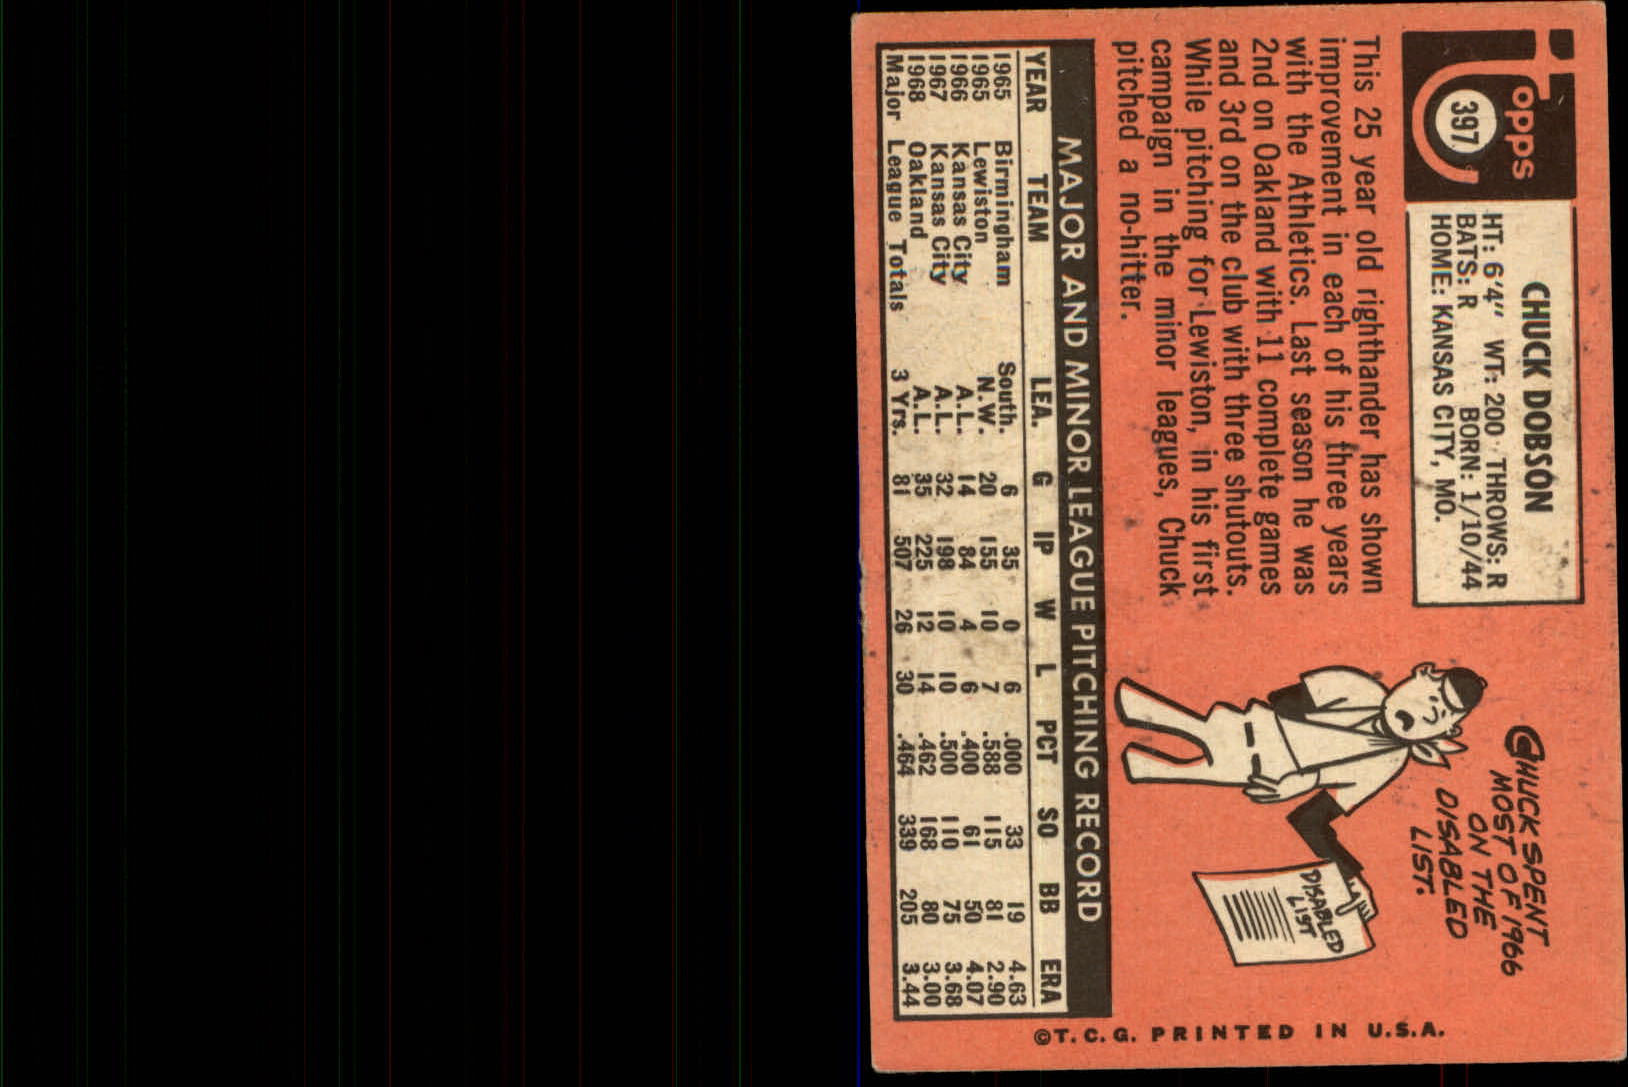 Topps
397
CHUCK DOBSON
HT: 6'4" WT: 200 THROWS: R
BATS: R BORN: 1/10/44
HOME: KANSAS CITY, MO.
This 25 year old righthander has shown
improvement in each of his three years
with the Athletics. Last season he was
2nd on Oakland with 11 complete games
and 3rd on the club with three shutouts.
While pitching for Lewiston, in his first
campaign in the minor leagues, Chuck
pitched a no-hitter.
CHUCK SPENT
MOST OF 1966
ON THE
DISABLED
LIST.
DISABLED
LIST
MAJOR AND MINOR LEAGUE PITCHING RECORD
YEAR TEAM LEA. G IP W L PCT SO BB ERA
1965 Birmingham South. 6 35 0 6 .000 33 19 4.63
1965 Lewiston N.W. 20 155 10 7 .588 115 81 2.90
1966 Kansas City A.L. 14 84 4 6 .400 61 50 4.07
1967 Kansas City A.L. 32 198 10 10 .500 110 75 3.68
1968 Oakland A.L. 35 225 12 14 .462 168 80 3.00
Major League Totals 3 Yrs. 81 507 26 30 .464 339 205 3.44
©T.C.G. PRINTED IN U.S.A.